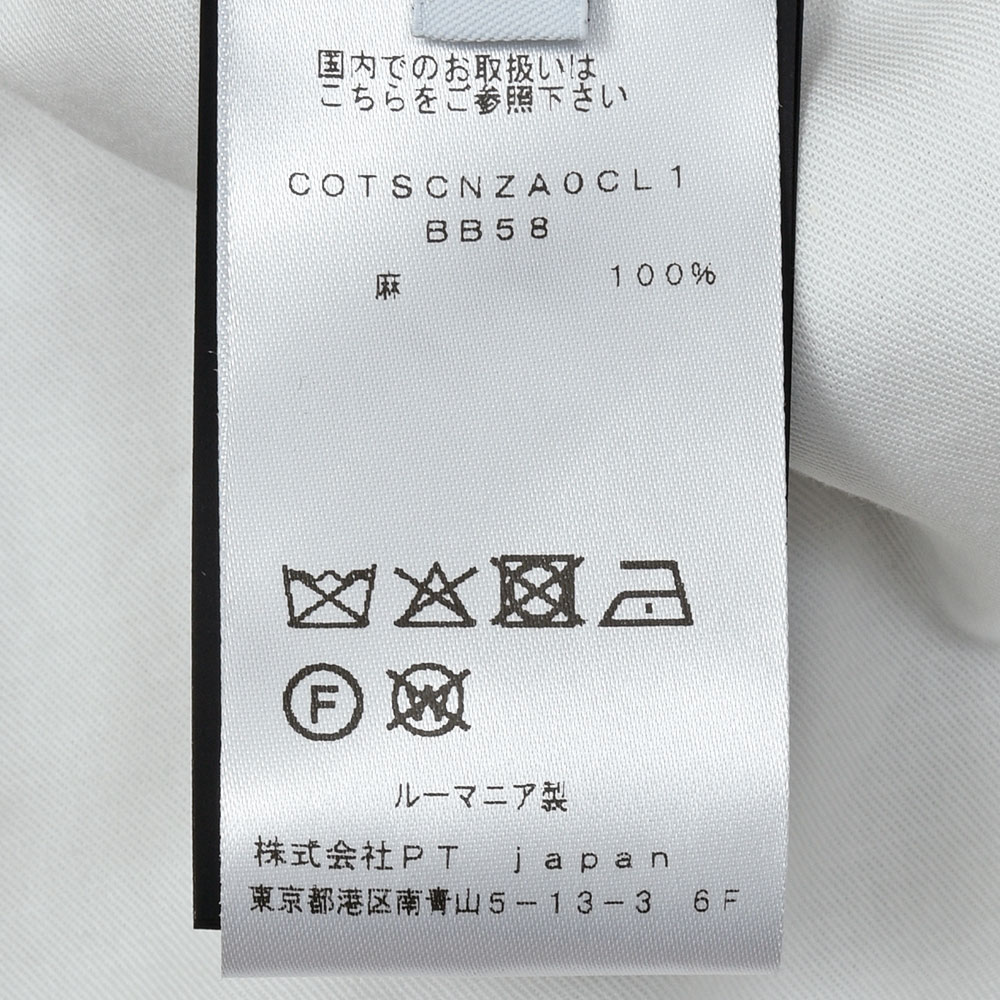 国内でのお取扱いは
こちらをご参照下さい
COTSCNZA0CL1
BB58
麻 100%
F W
ルーマニア製
株式会社PT japan
東京都港区南青山5-13-3 6F